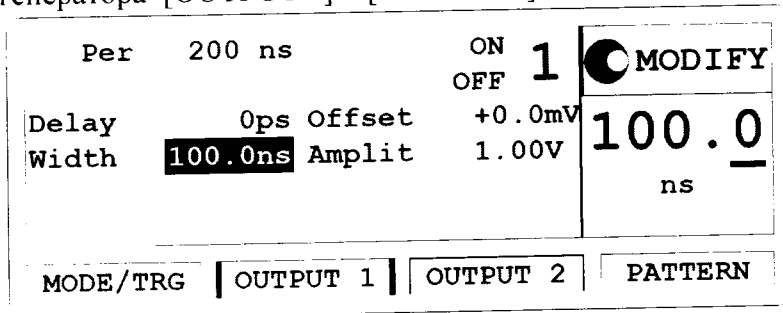 Per 200 ns ON 1 MODIFY
OFF
Delay 0ps Offset +0.0mV 100.0
Width 100.0ns Amplit 1.00V
ns
MODE/TRG OUTPUT 1 OUTPUT 2 PATTERN